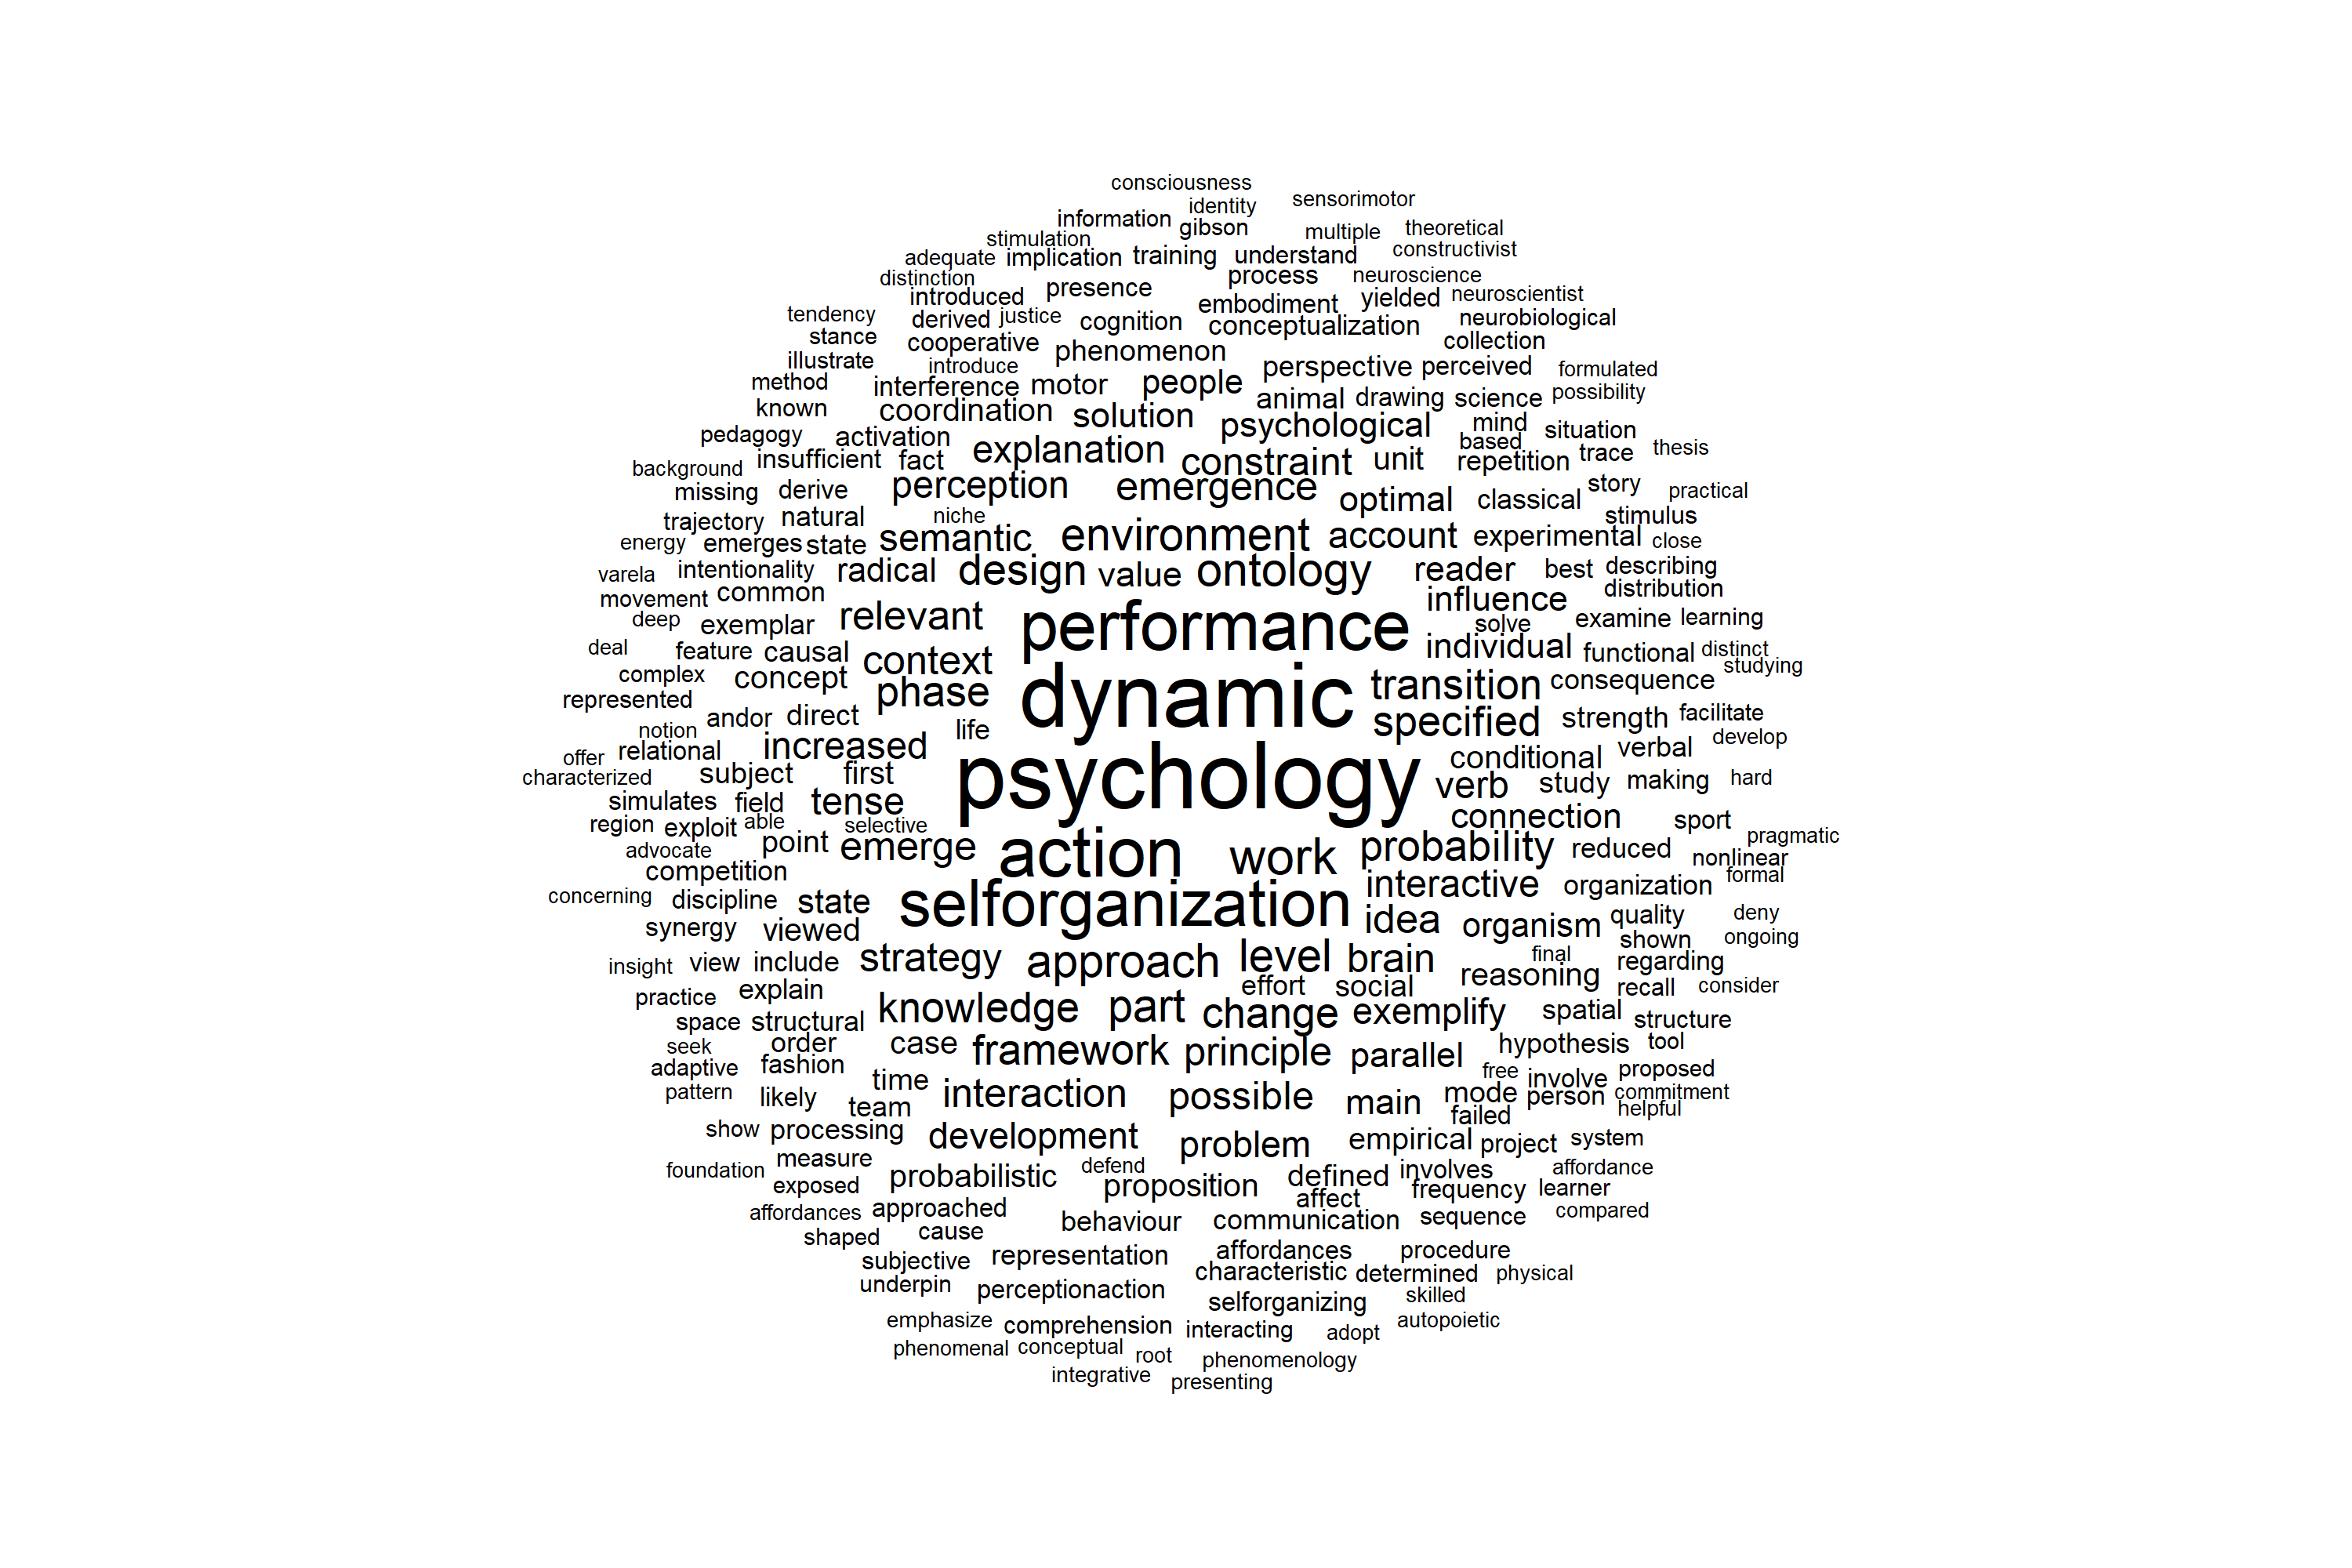 consciousness
identity sensorimotor
information gibson multiple theoretical
stimulation constructivist
adequate implication training understand
distinction process neuroscience
introduced presence embodiment yielded neuroscientist
tendency derived justice cognition conceptualization neurobiological
stance cooperative collection
illustrate phenomenon
introduce perspective perceived formulated
method interference motor people possibility
known coordination solution animal drawing science
pedagogy activation explanation psychological mind situation
background insufficient fact constraint unit based repetition trace thesis
missing derive perception emergence optimal classical story practical
trajectory natural niche stimulus
energy emerges state semantic environment account experimental close
varela intentionality radical design value ontology reader best describing
movement common influence distribution
deep exemplar relevant performance solve examine learning
deal feature causal context individual functional distinct
complex concept phase dynamic transition consequence studying
represented andor direct specified strength facilitate
notion relational increased life conditional verbal develop
offer
characterized subject first psychology verb study making hard
simulates field tense connection sport
region exploit able selective pragmatic
advocate point emerge action work probability reduced nonlinear
competition interactive organization formal
concerning discipline state selforganization idea organism quality deny
synergy viewed shown ongoing
insight view include strategy approach level brain final regarding
practice explain effort social reasoning recall consider
space structural knowledge part change exemplify spatial structure
seek order case framework principle parallel hypothesis tool
adaptive fashion time interaction possible main mode free involve proposed
pattern likely team failed person commitment
helpful
show processing development problem empirical project system
foundation measure probabilistic defend defined involves affordance
exposed proposition affect frequency learner
affordances approached behaviour communication sequence compared
shaped cause
subjective representation affordances procedure
underpin perceptionaction characteristic determined physical
selforganizing skilled
emphasize comprehension interacting adopt autopoietic
phenomenal conceptual root phenomenology
integrative presenting